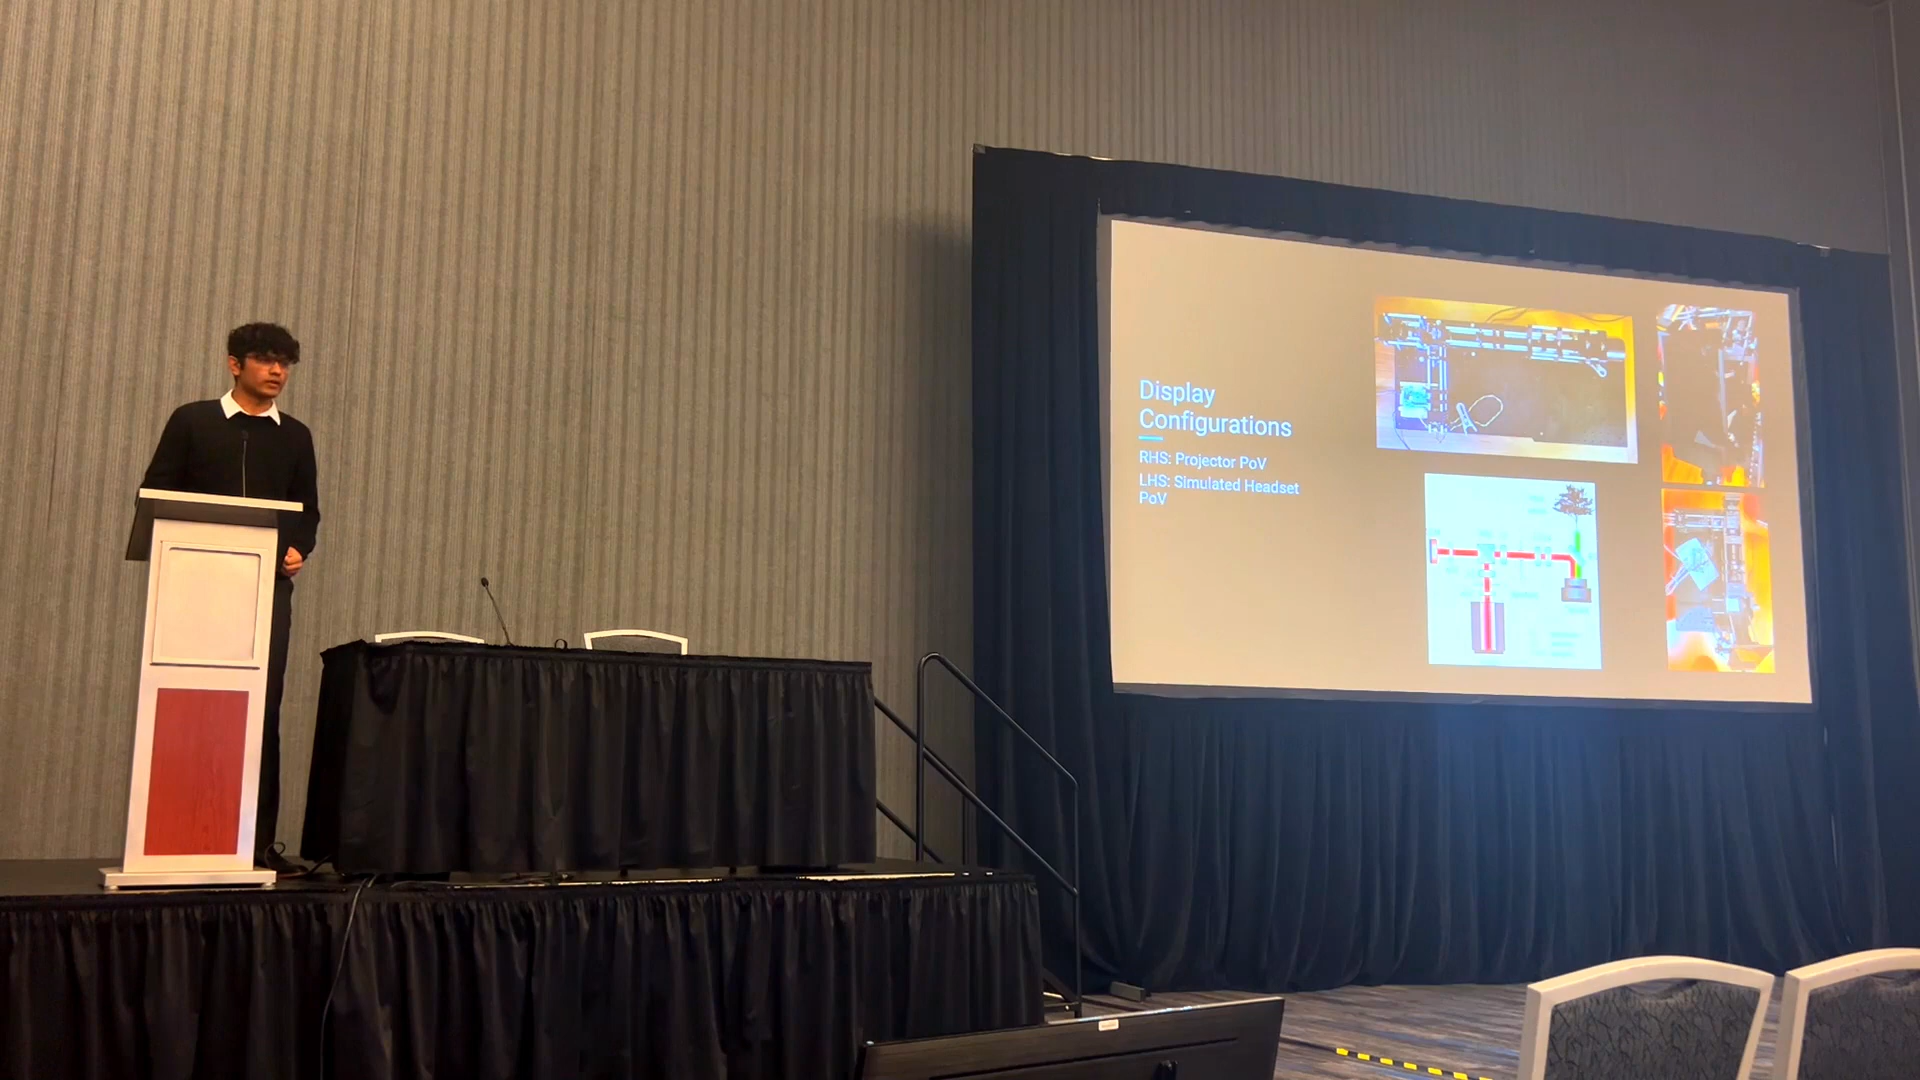 Display
Configurations
RHS: Projector PoV
LHS: Simulated Headset
PoV